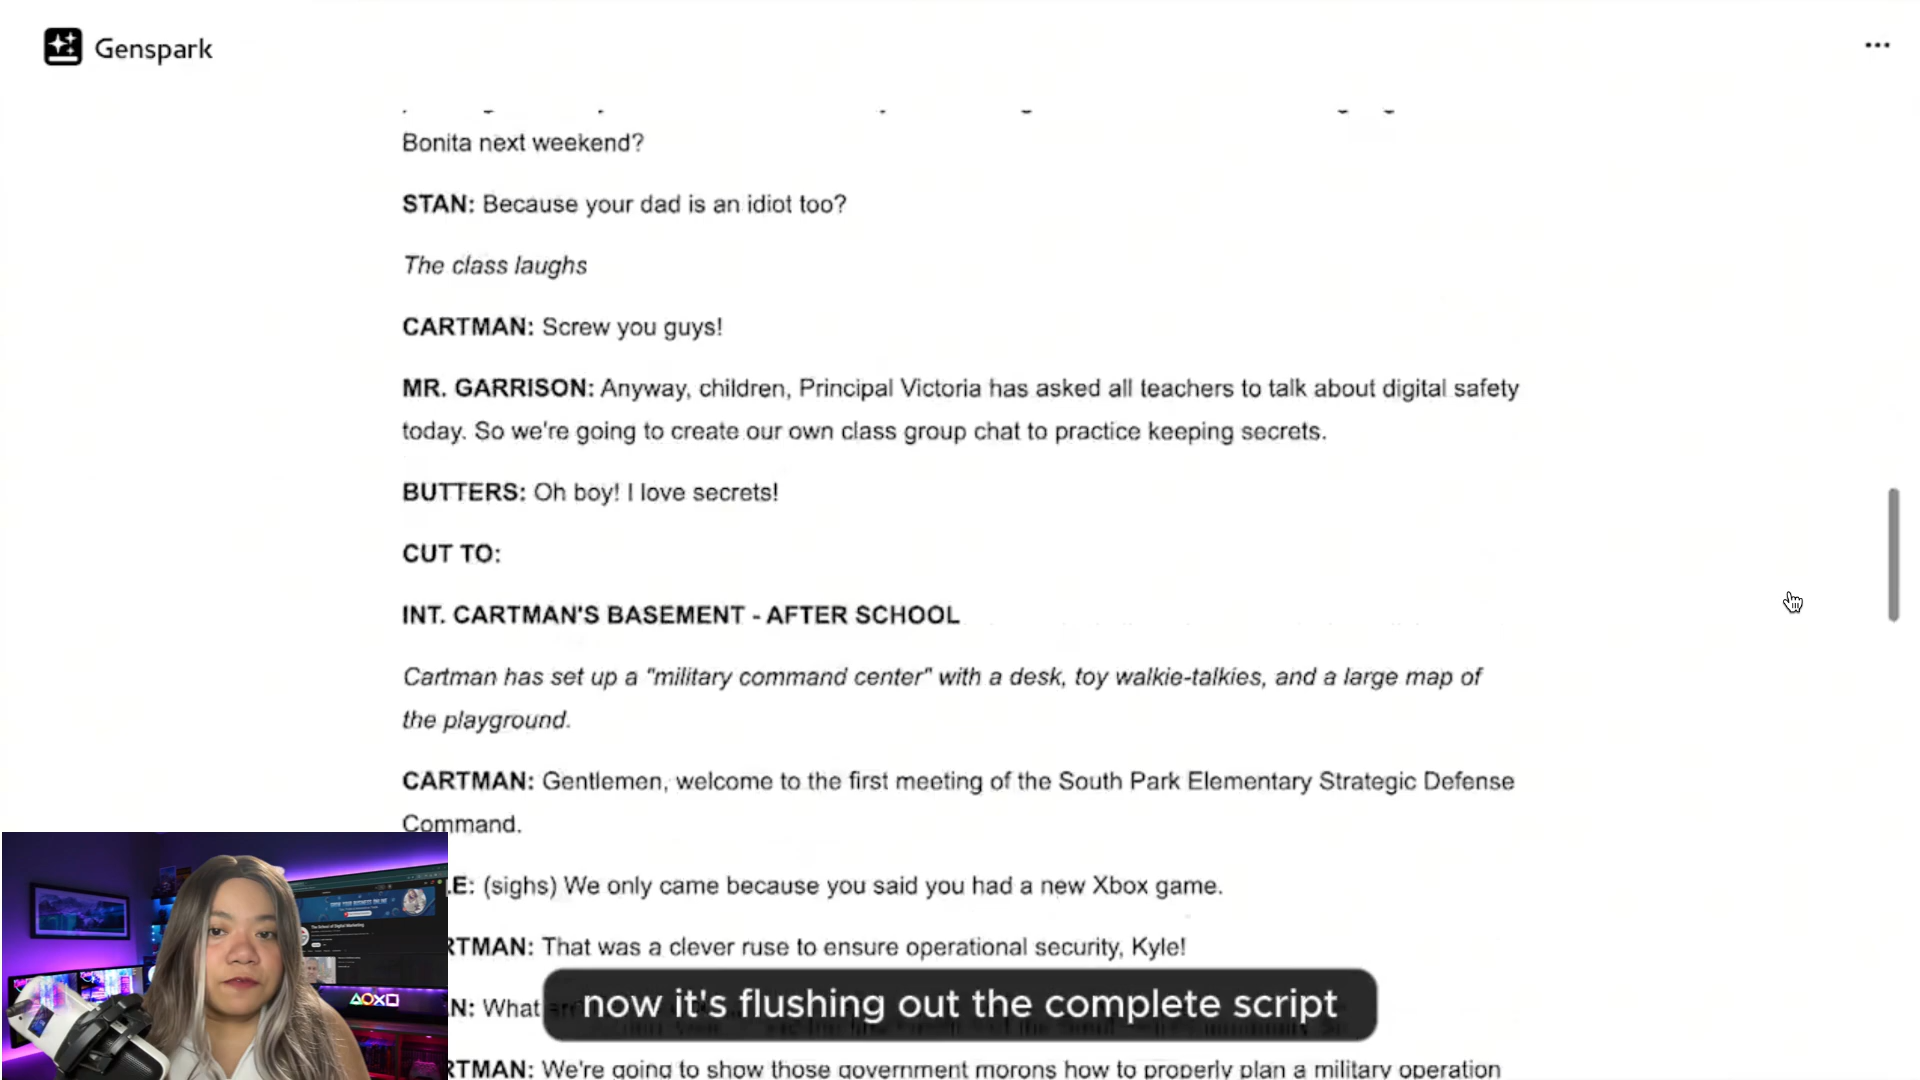 Genspark
Bonita next weekend?
STAN: Because your dad is an idiot too?
The class laughs
CARTMAN: Screw you guys!
MR. GARRISON: Anyway, children, Principal Victoria has asked all teachers to talk about digital safety
today. So we're going to create our own class group chat to practice keeping secrets.
BUTTERS: Oh boy! I love secrets!
CUT TO:
INT. CARTMAN'S BASEMENT - AFTER SCHOOL
Cartman has set up a "military command center" with a desk, toy walkie-talkies, and a large map of
the playground.
CARTMAN: Gentlemen, welcome to the first meeting of the South Park Elementary Strategic Defense
Command.
LE: (sighs) We only came because you said you had a new Xbox game.
RTMAN: That was a clever ruse to ensure operational security, Kyle!
N: What
now it's flushing out the complete script
RTMAN: We're going to show those government morons how to properly plan a military operation